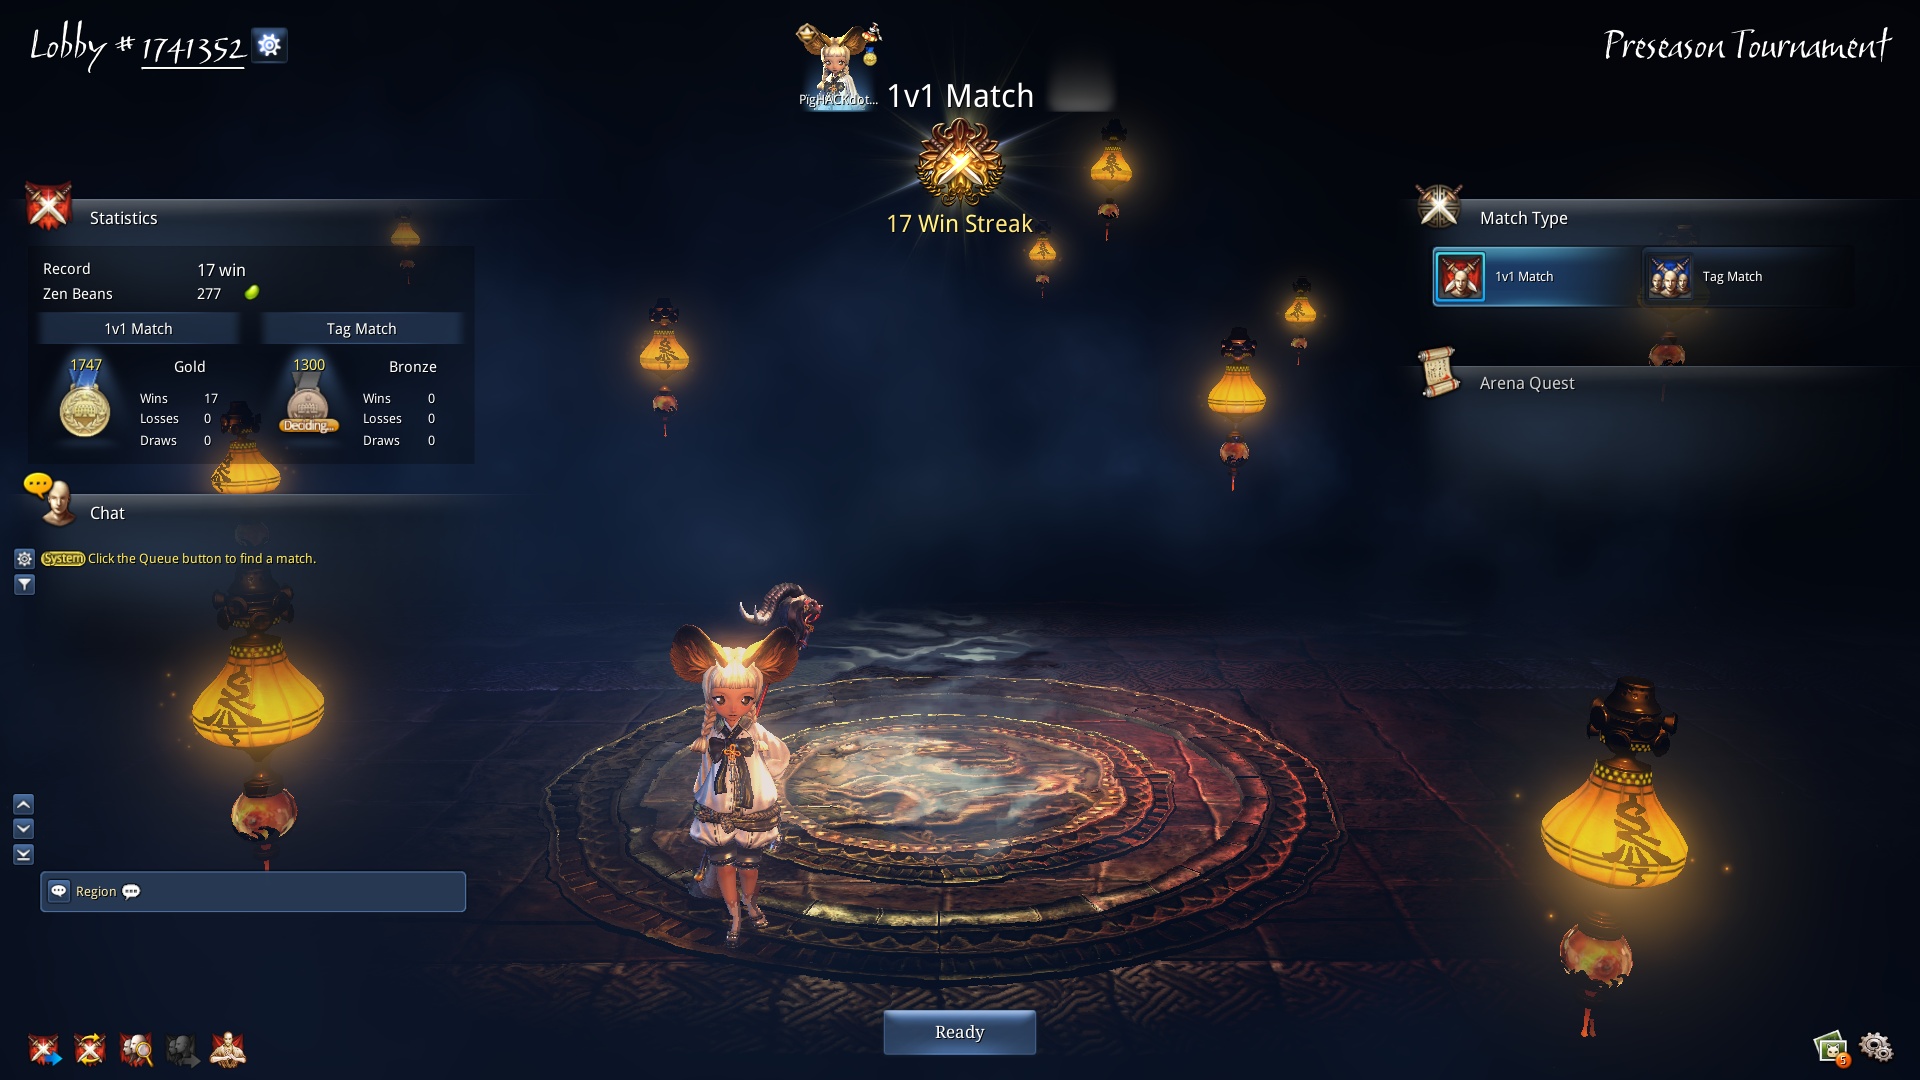 Lobby # 1741352
Preseason Tournament
PigHACKdot...
1v1 Match
17 Win Streak
Statistics
Record 17 win
Zen Beans 277
1v1 Match Tag Match
1747 Gold 1300 Bronze
Wins 17 Wins 0
Losses 0 Losses 0
Deciding...
Draws 0 Draws 0
Match Type
1v1 Match Tag Match
Arena Quest
Chat
System Click the Queue button to find a match.
Region
Ready
5